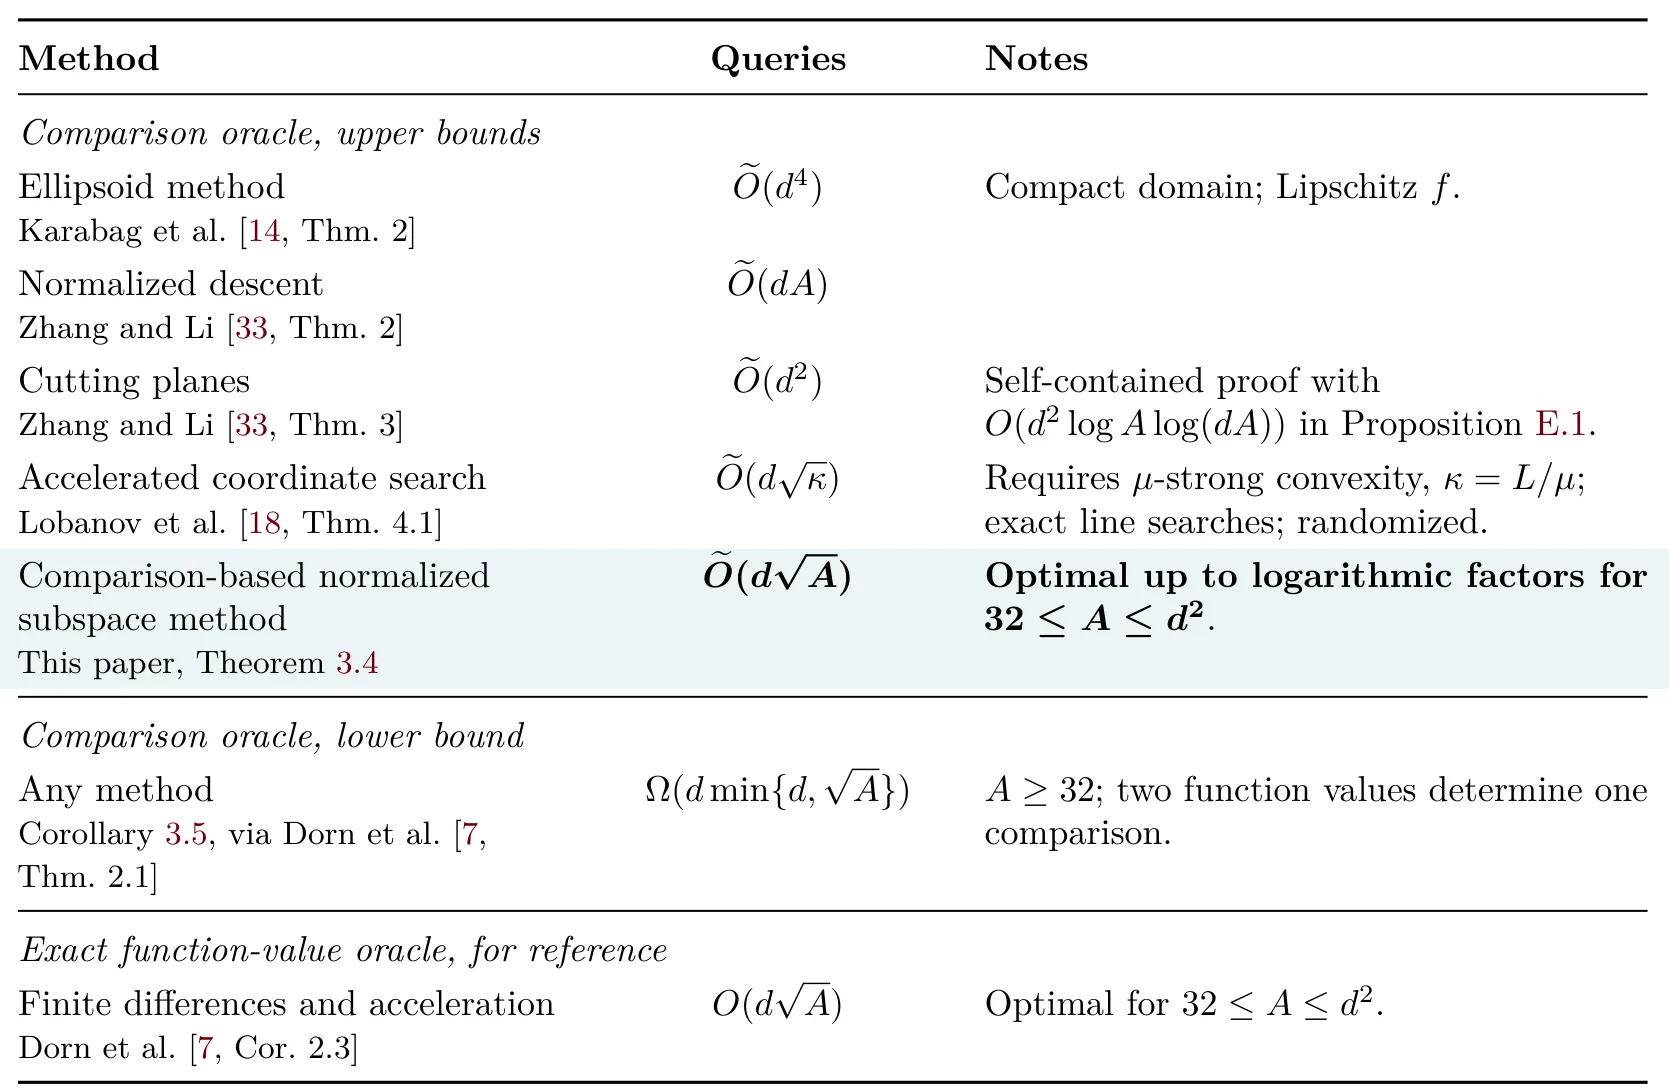 Method Queries Notes
Comparison oracle, upper bounds
Ellipsoid method Õ(d⁴) Compact domain; Lipschitz f.
Karabag et al. [14, Thm. 2]
Normalized descent Õ(dA)
Zhang and Li [33, Thm. 2]
Cutting planes Õ(d²) Self-contained proof with
Zhang and Li [33, Thm. 3] O(d² log A log(dA)) in Proposition E.1.
Accelerated coordinate search Õ(d√κ) Requires μ-strong convexity, κ = L/μ;
Lobanov et al. [18, Thm. 4.1] exact line searches; randomized.
Comparison-based normalized Õ(d√A) Optimal up to logarithmic factors for
subspace method 32 ≤ A ≤ d².
This paper, Theorem 3.4
Comparison oracle, lower bound
Any method Ω(d min{d, √A}) A ≥ 32; two function values determine one
Corollary 3.5, via Dorn et al. [7, comparison.
Thm. 2.1]
Exact function-value oracle, for reference
Finite differences and acceleration O(d√A) Optimal for 32 ≤ A ≤ d².
Dorn et al. [7, Cor. 2.3]